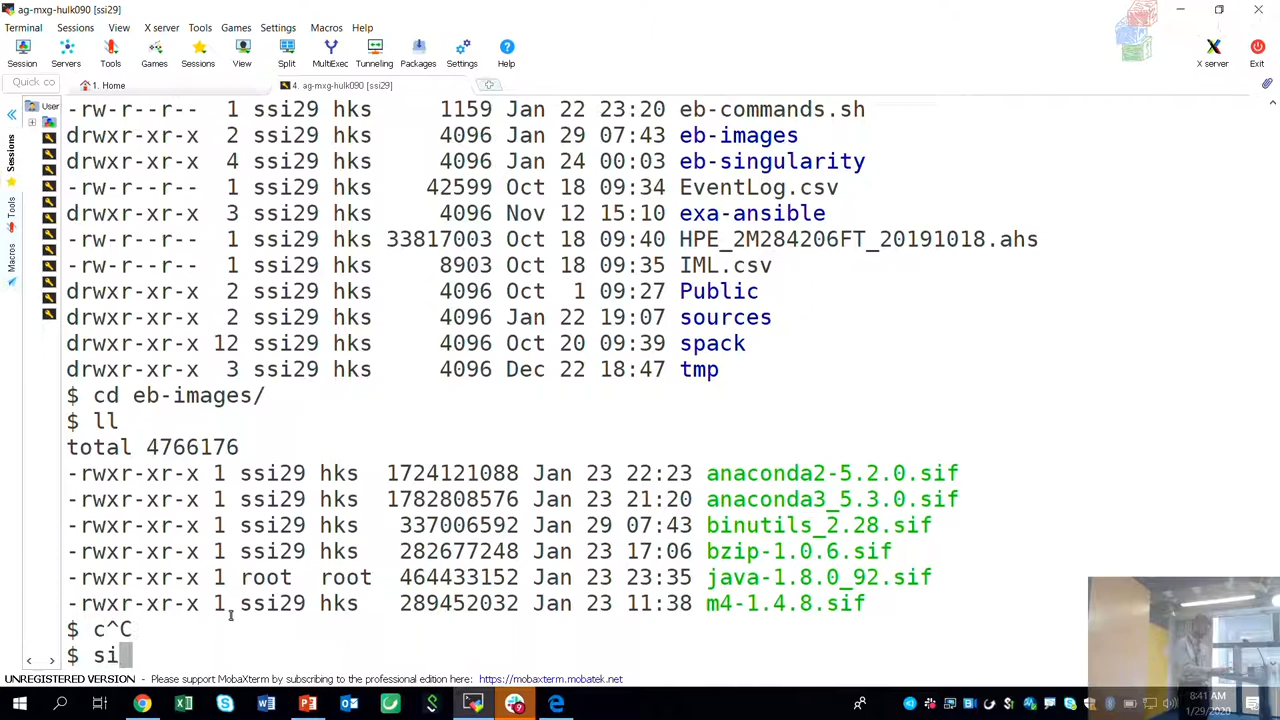 ag-mxg-hulk090 [ssi29]
Terminal Sessions View X server Tools Games Settings Macros Help
Session Servers Tools Games Sessions View Split MultiExec Tunneling Packages Settings Help X server Exit
Quick co 1. Home 4. ag-mxg-hulk090 [ssi29]
User
Sessions
Tools
Macros
-rw-r--r-- 1 ssi29 hks 1159 Jan 22 23:20 eb-commands.sh
drwxr-xr-x 2 ssi29 hks 4096 Jan 29 07:43 eb-images
drwxr-xr-x 4 ssi29 hks 4096 Jan 24 00:03 eb-singularity
-rw-r--r-- 1 ssi29 hks 42599 Oct 18 09:34 EventLog.csv
drwxr-xr-x 3 ssi29 hks 4096 Nov 12 15:10 exa-ansible
-rw-r--r-- 1 ssi29 hks 33817003 Oct 18 09:40 HPE_2M284206FT_20191018.ahs
-rw-r--r-- 1 ssi29 hks 8903 Oct 18 09:35 IML.csv
drwxr-xr-x 2 ssi29 hks 4096 Oct 1 09:27 Public
drwxr-xr-x 2 ssi29 hks 4096 Jan 22 19:07 sources
drwxr-xr-x 12 ssi29 hks 4096 Oct 20 09:39 spack
drwxr-xr-x 3 ssi29 hks 4096 Dec 22 18:47 tmp
$ cd eb-images/
$ ll
total 4766176
-rwxr-xr-x 1 ssi29 hks 1724121088 Jan 23 22:23 anaconda2-5.2.0.sif
-rwxr-xr-x 1 ssi29 hks 1782808576 Jan 23 21:20 anaconda3_5.3.0.sif
-rwxr-xr-x 1 ssi29 hks 337006592 Jan 29 07:43 binutils_2.28.sif
-rwxr-xr-x 1 ssi29 hks 282677248 Jan 23 17:06 bzip-1.0.6.sif
-rwxr-xr-x 1 root root 464433152 Jan 23 23:35 java-1.8.0_92.sif
-rwxr-xr-x 1 ssi29 hks 289452032 Jan 23 11:38 m4-1.4.8.sif
$ c^C
$ si
UNREGISTERED VERSION - Please support MobaXterm by subscribing to the professional edition here: https://mobaxterm.mobatek.net
8:41 AM
1/29/2020